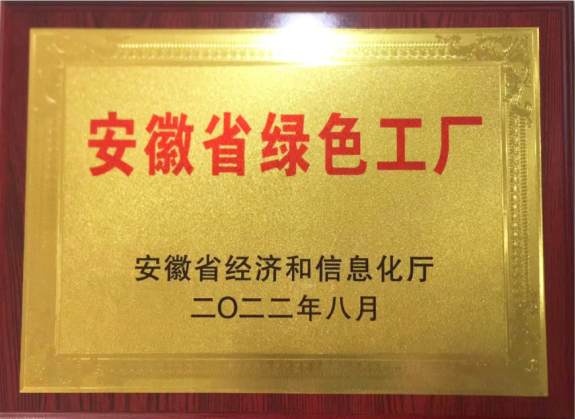 安徽省绿色工厂
安徽省经济和信息化厅
二〇二二年八月